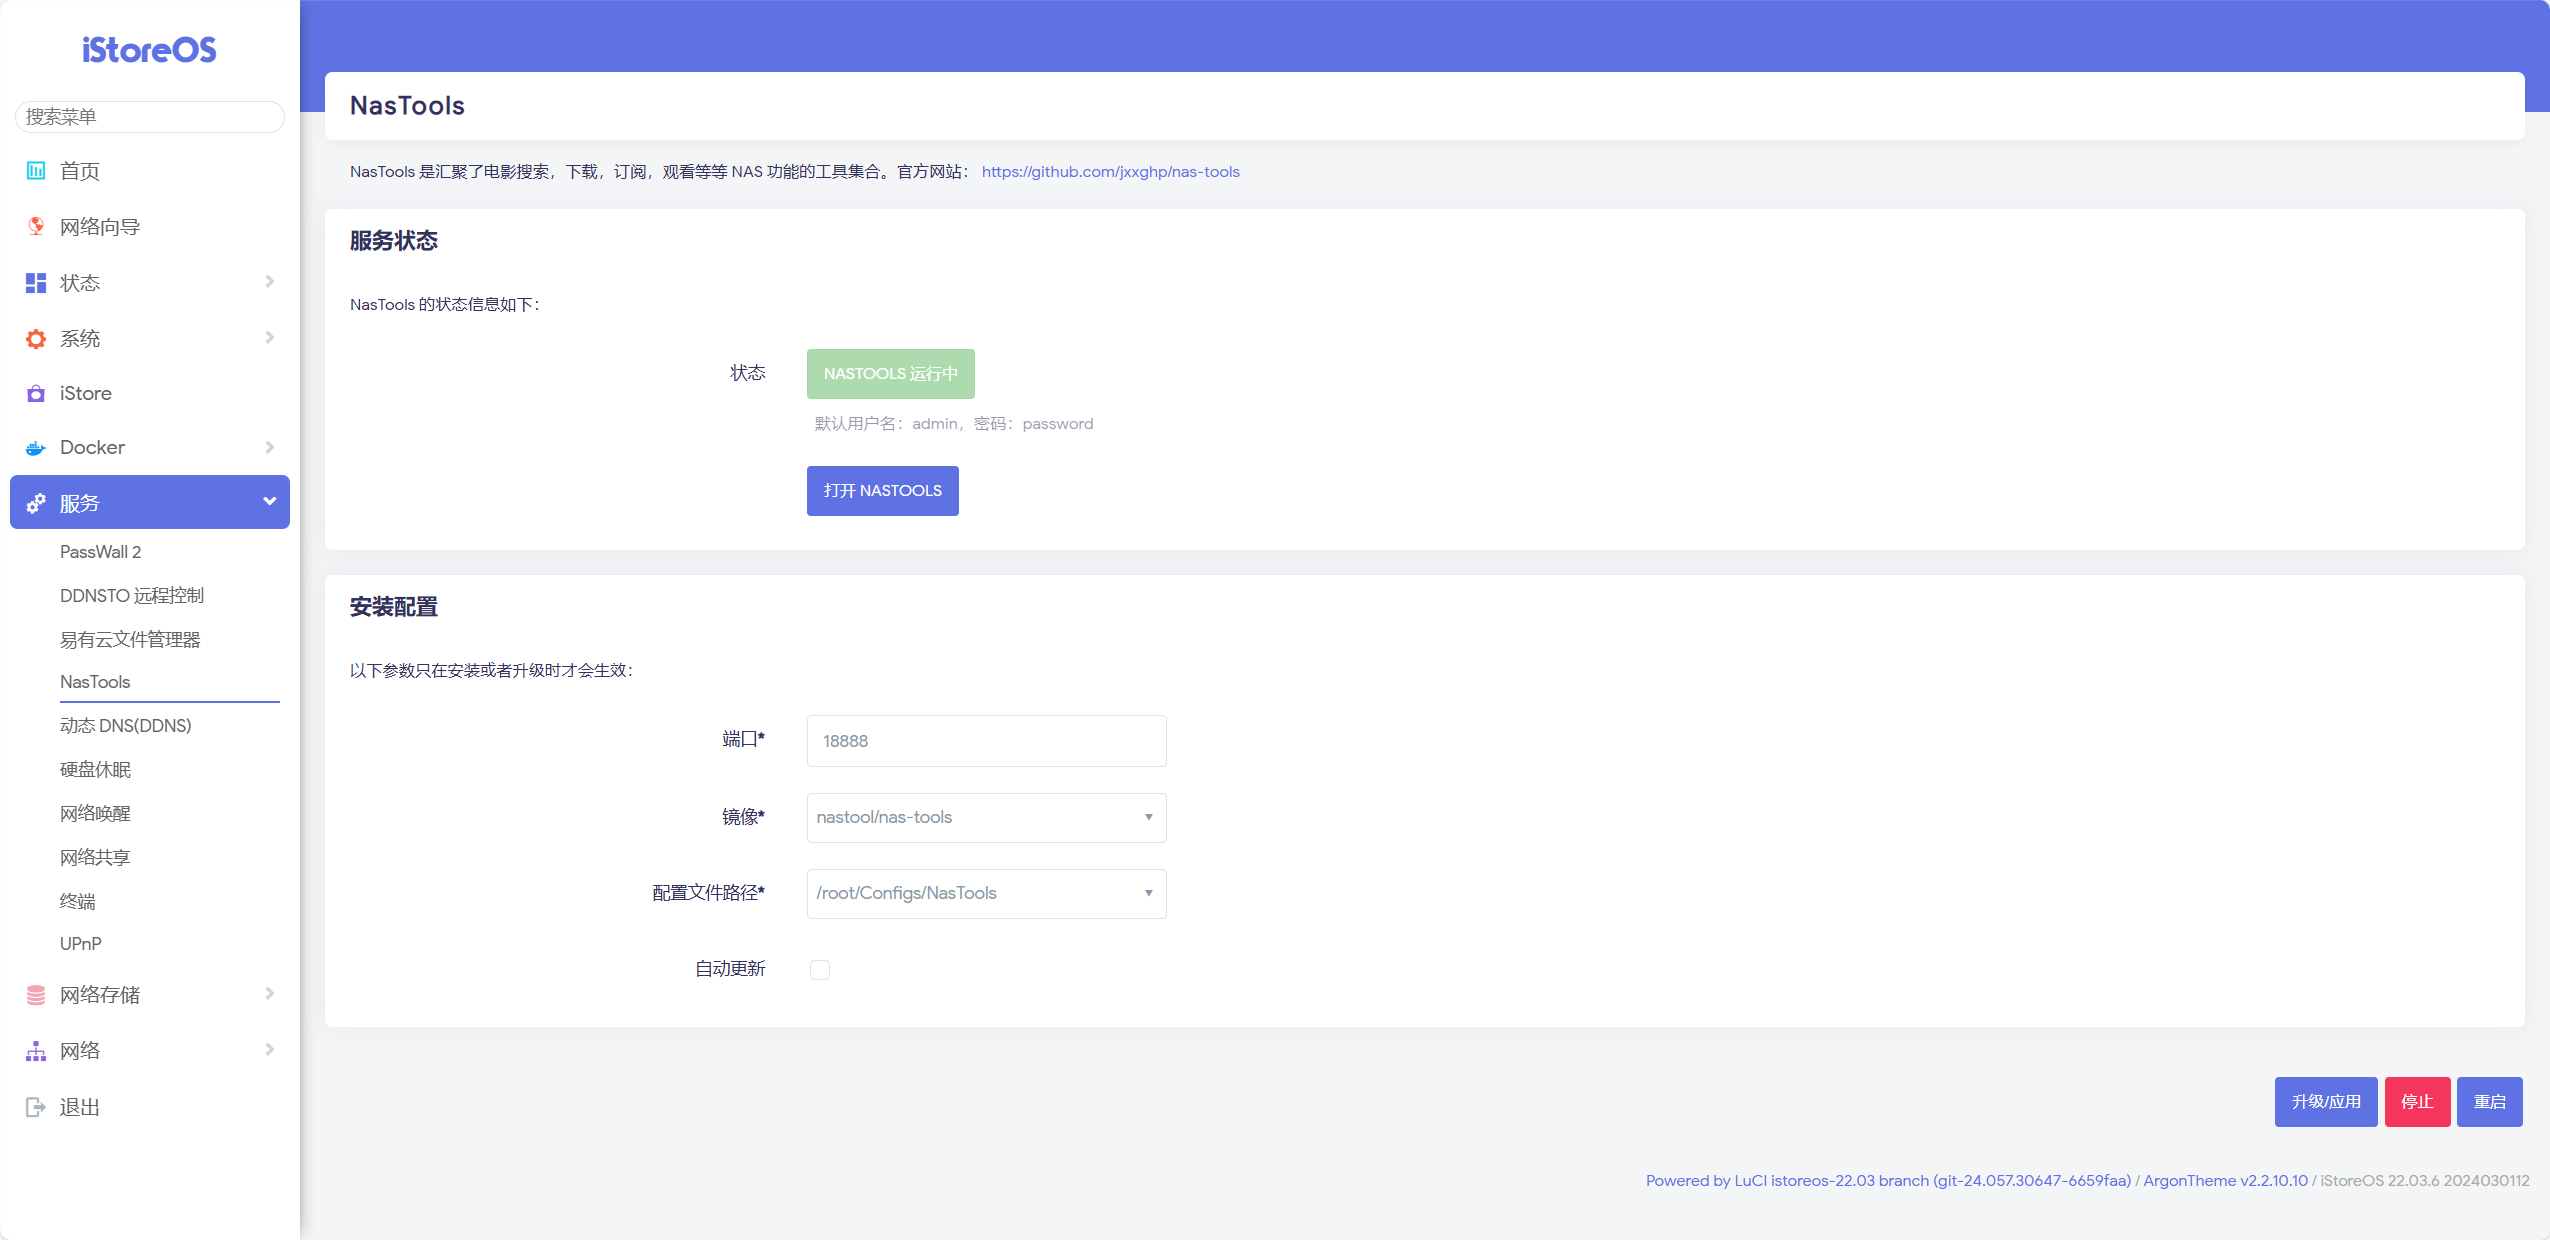 iStoreOS
搜索菜单
首页
网络向导
状态
系统
iStore
Docker
服务
PassWall 2
DDNSTO 远程控制
易有云文件管理器
NasTools
动态 DNS(DDNS)
硬盘休眠
网络唤醒
网络共享
终端
UPnP
网络存储
网络
退出
NasTools
NasTools 是汇聚了电影搜索，下载，订阅，观看等等 NAS 功能的工具集合。官方网站： https://github.com/jxxghp/nas-tools
服务状态
NasTools 的状态信息如下：
状态
NASTOOLS 运行中
默认用户名：admin，密码：password
打开 NASTOOLS
安装配置
以下参数只在安装或者升级时才会生效：
端口*
18888
镜像*
nastool/nas-tools
配置文件路径*
/root/Configs/NasTools
自动更新
升级/应用
停止
重启
Powered by LuCI istoreos-22.03 branch (git-24.057.30647-6659faa) / ArgonTheme v2.2.10.10 / iStoreOS 22.03.6 2024030112